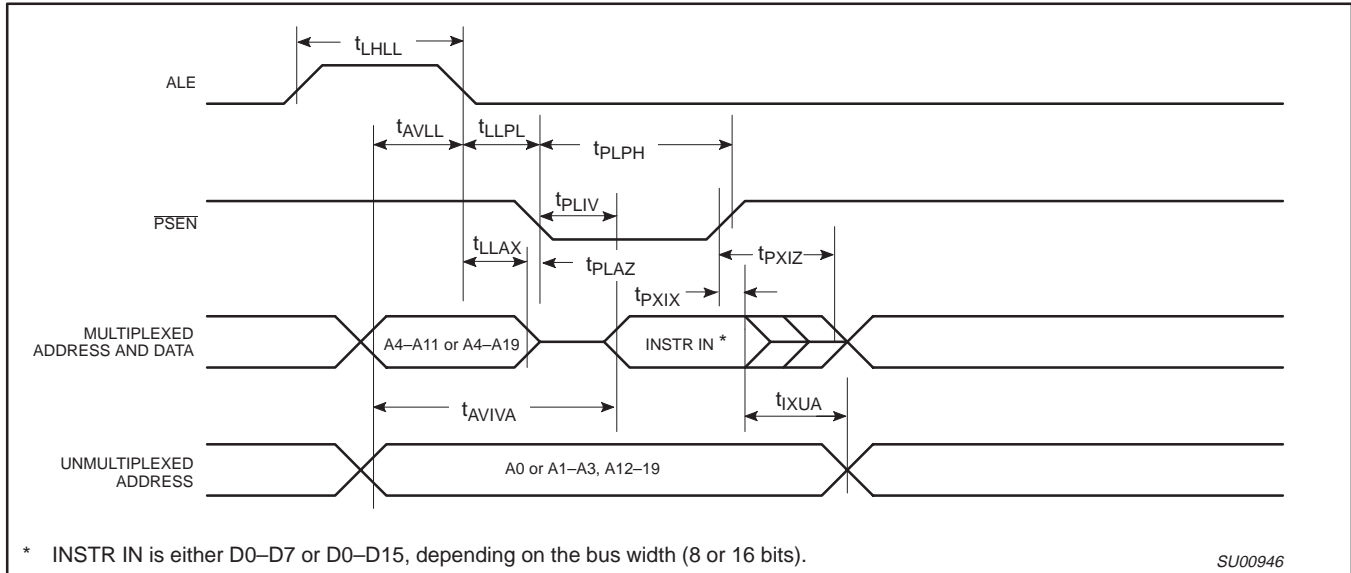 tLHLL
ALE
tAVLL
tLLPL
tPLPH
tPLIV
PSEN
tLLAX
tPLAZ
tPXIZ
tPXIX
MULTIPLEXED
ADDRESS AND DATA
A4–A11 or A4–A19
INSTR IN *
tAVIVA
tIXUA
UNMULTIPLEXED
ADDRESS
A0 or A1–A3, A12–19
* INSTR IN is either D0–D7 or D0–D15, depending on the bus width (8 or 16 bits).
SU00946